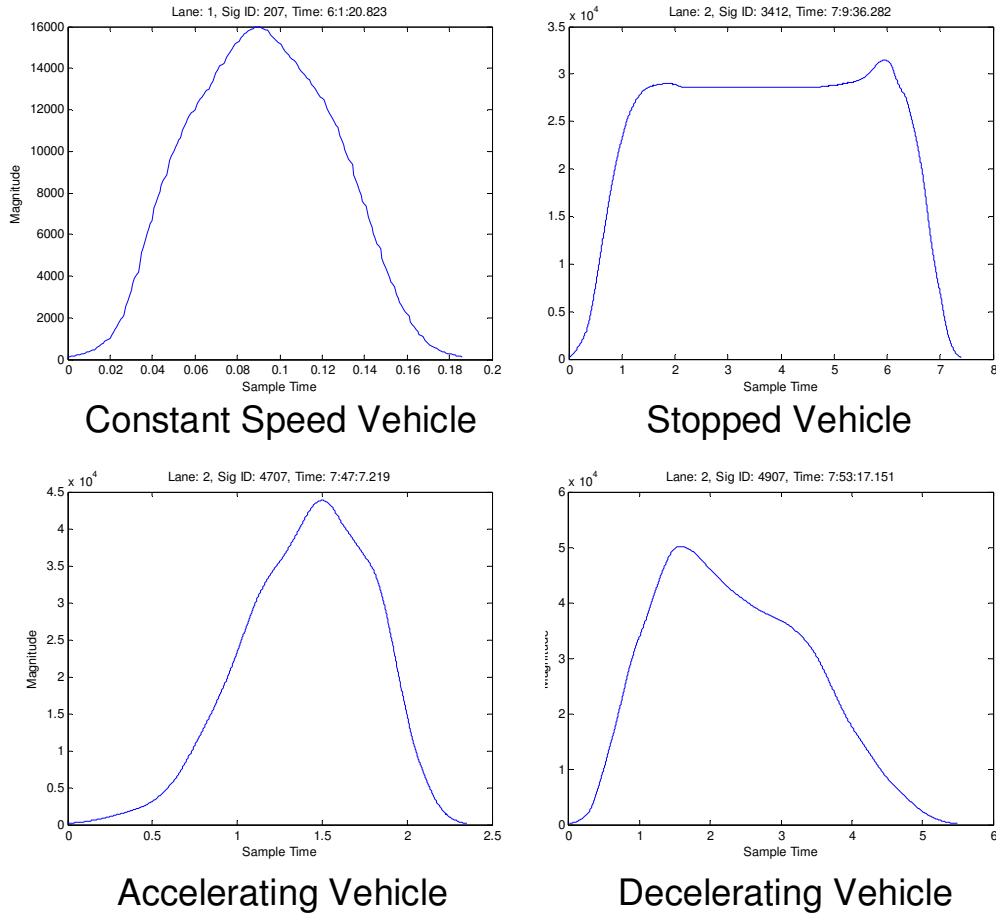 Lane: 1, Sig ID: 207, Time: 6:1:20.823
16000
14000
12000
10000
8000
6000
4000
2000
0
Magnitude
0 0.02 0.04 0.06 0.08 0.1 0.12 0.14 0.16 0.18 0.2
Sample Time
Constant Speed Vehicle
Lane: 2, Sig ID: 3412, Time: 7:9:36.282
x 10^4
3.5
3
2.5
2
1.5
1
0.5
0
0 1 2 3 4 5 6 7 8
Sample Time
Stopped Vehicle
Lane: 2, Sig ID: 4707, Time: 7:47:7.219
x 10^4
4.5
4
3.5
3
2.5
2
1.5
1
0.5
0
Magnitude
0 0.5 1 1.5 2 2.5
Sample Time
Accelerating Vehicle
Lane: 2, Sig ID: 4907, Time: 7:53:17.151
x 10^4
6
5
4
3
2
1
0
Magnitude
0 1 2 3 4 5 6
Sample Time
Decelerating Vehicle